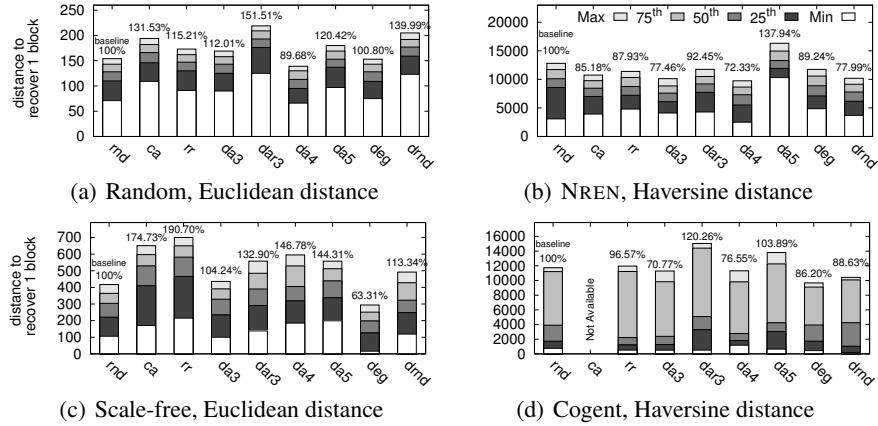 distance to
recover 1 block
250
200
150
100
50
0
baseline
100%
131.53%
115.21%
112.01%
151.51%
89.68%
120.42%
100.80%
139.99%
rnd
ca
rr
da3
dar3
da4
da5
deg
drnd
(a) Random, Euclidean distance
Max 75th 50th 25th Min
20000
15000
10000
5000
0
baseline
100%
85.18%
87.93%
77.46%
92.45%
72.33%
137.94%
89.24%
77.99%
rnd
ca
rr
da3
dar3
da4
da5
deg
drnd
(b) NREN, Haversine distance
distance to
recover 1 block
700
600
500
400
300
200
100
0
baseline
100%
174.73%
190.70%
104.24%
132.90%
146.78%
144.31%
63.31%
113.34%
rnd
ca
rr
da3
dar3
da4
da5
deg
drnd
(c) Scale-free, Euclidean distance
16000
14000
12000
10000
8000
6000
4000
2000
0
baseline
100%
Not Available
96.57%
70.77%
120.26%
76.55%
103.89%
86.20%
88.63%
rnd
ca
rr
da3
dar3
da4
da5
deg
drnd
(d) Cogent, Haversine distance